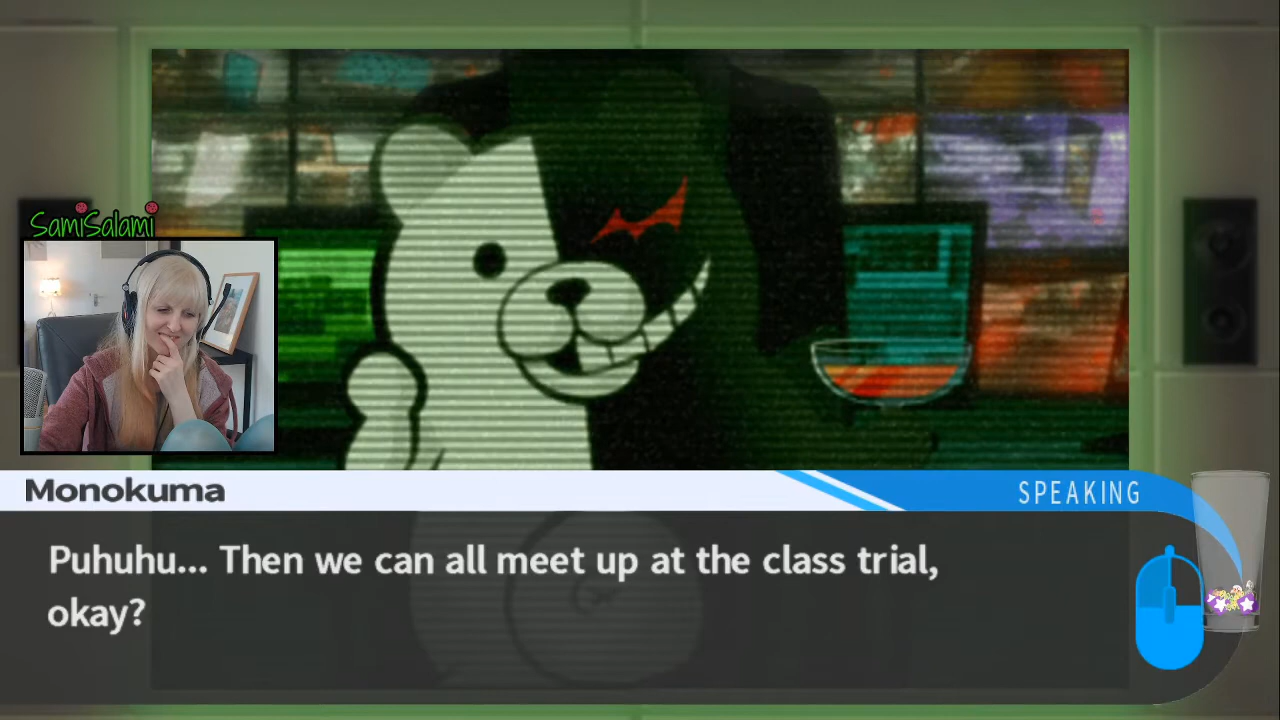 SamiSalami
Monokuma
SPEAKING
Puhuhu... Then we can all meet up at the class trial,
okay?